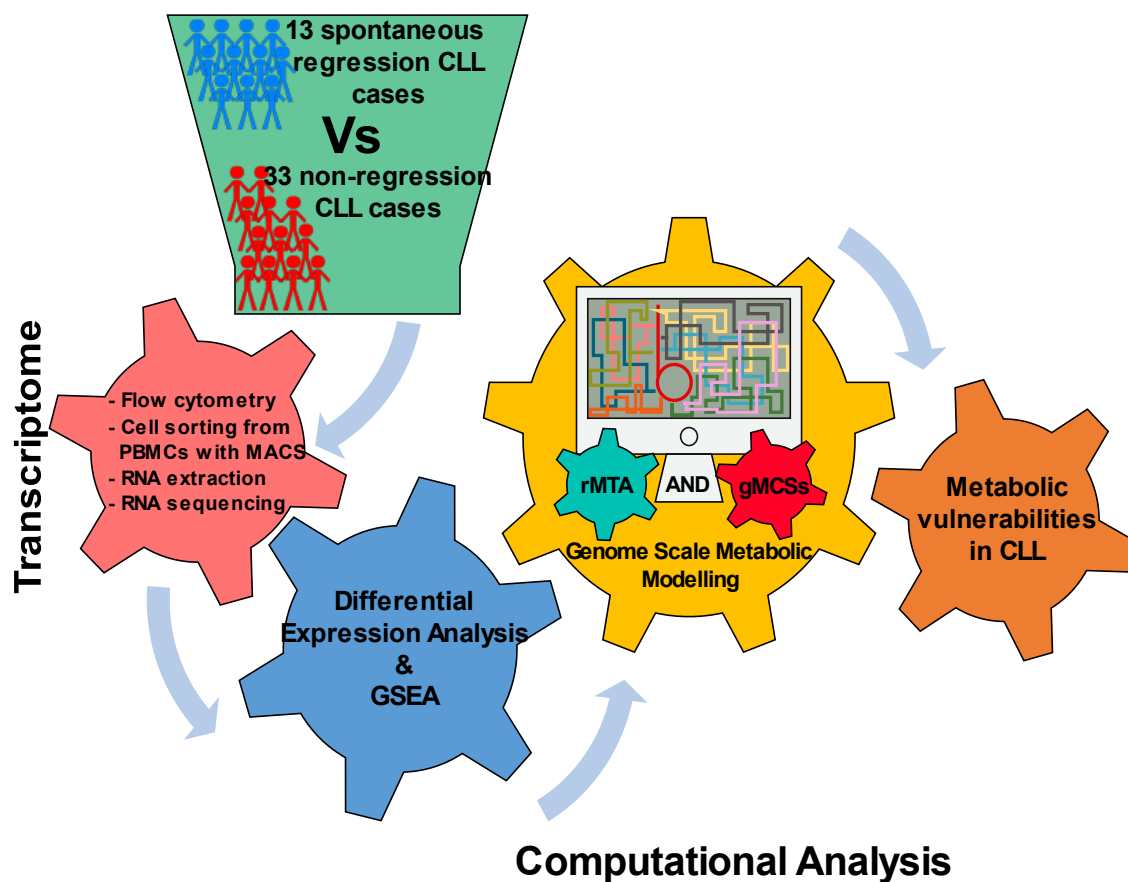 13 spontaneous
regression CLL
cases
Vs
33 non-regression
CLL cases
Transcriptome
- Flow cytometry
- Cell sorting from
PBMCs with MACS
- RNA extraction
- RNA sequencing
Differential
Expression Analysis
&
GSEA
rMTA
AND
gMCSs
Genome Scale Metabolic
Modelling
Metabolic
vulnerabilities
in CLL
Computational Analysis